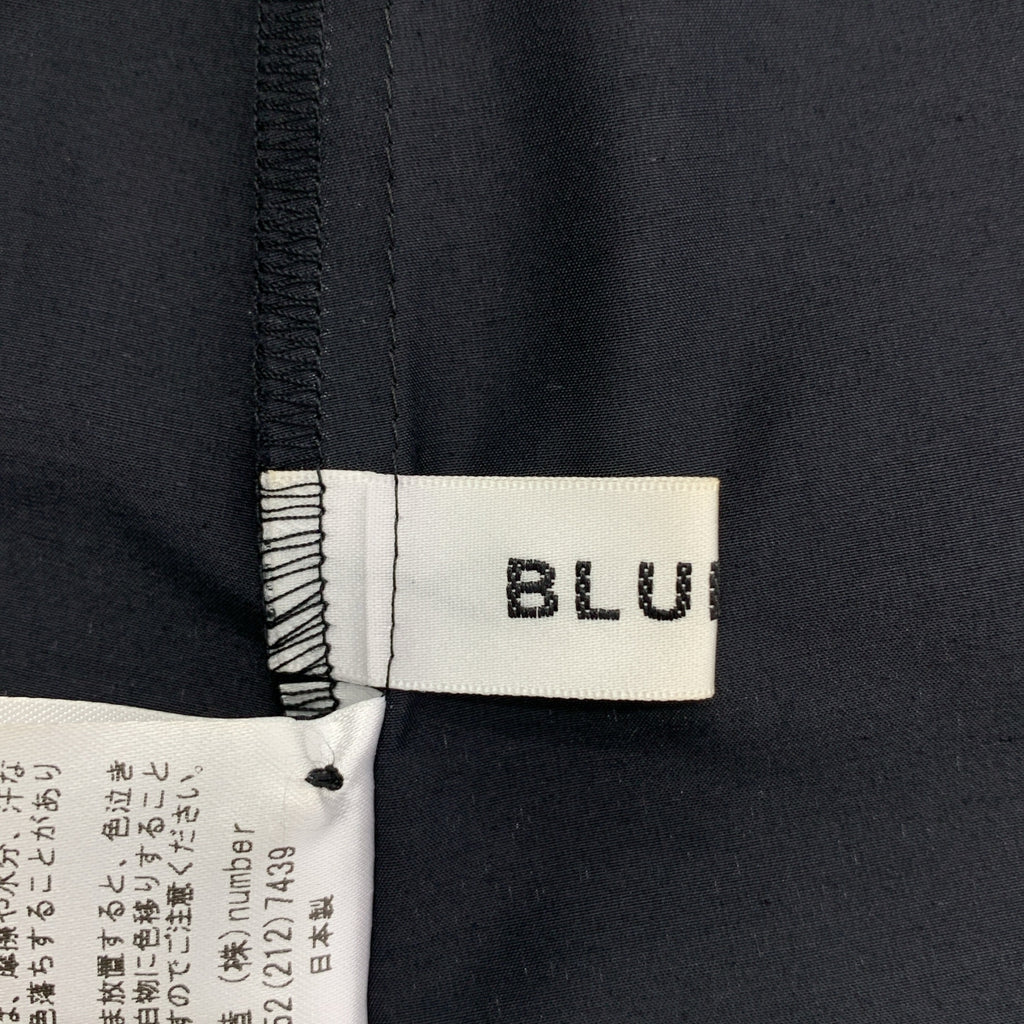 BLU
は、摩擦や水分、汗な
色落ちすることがあり
ま放置すると、色泣き
白物に色移りすること
すのでご注意ください。
(株)number
52(212)7439
日本製